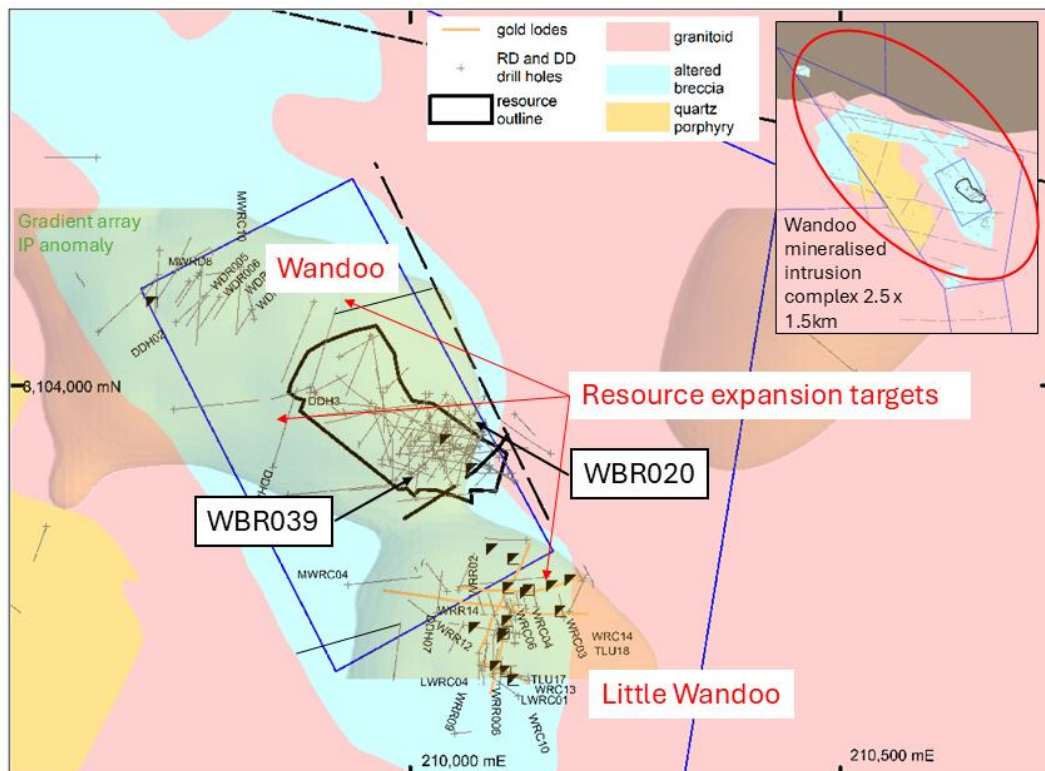 gold lodes
RD and DD
drill holes
resource
outline
granitoid
altered
breccia
quartz
porphyry
Wandoo
mineralised
intrusion
complex 2.5 x
1.5km
Gradient array
IP anomaly
MWRC10
MWRD8
WDR005
WDR006
DDH02
Wandoo
8,104,000 mN
DDH3
Resource expansion targets
WBR020
WBR039
MWRC04
WRR02
WRR14
WRR12
DDH07
WRC06
WRC04
WRC03
WRC14
TLU18
LWRC04
TLU17
WRC13
LWRC01
WRR09
WRR006
WRC10
Little Wandoo
210,000 mE
210,500 mE